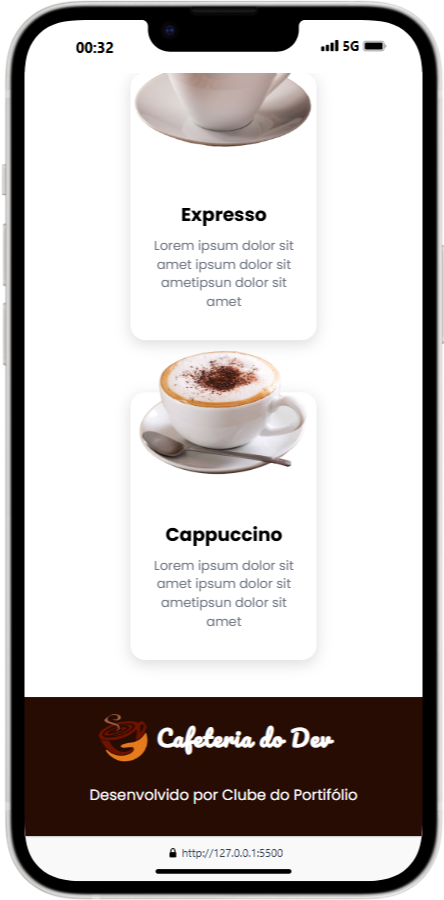 00:32
5G
Expresso
Lorem ipsum dolor sit
amet ipsum dolor sit
ametipsun dolor sit
amet
Cappuccino
Lorem ipsum dolor sit
amet ipsum dolor sit
ametipsun dolor sit
amet
Cafeteria do Dev
Desenvolvido por Clube do Portifólio
http://127.0.0.1:5500